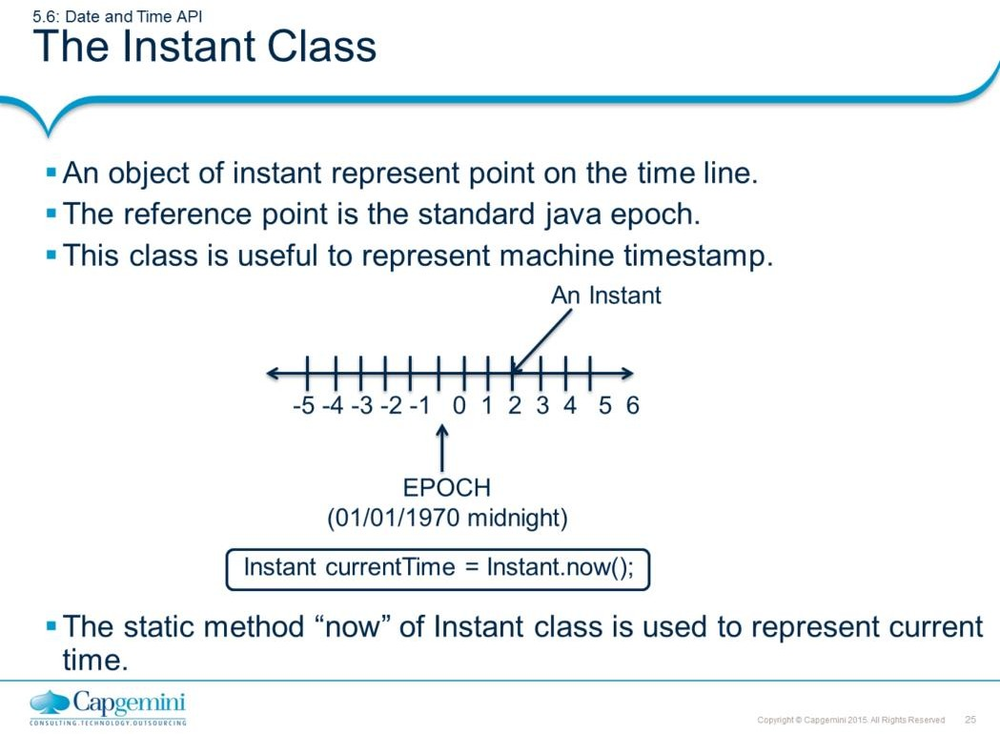 5.6: Date and Time API
The Instant Class
An object of instant represent point on the time line.
The reference point is the standard java epoch.
This class is useful to represent machine timestamp.
An Instant
-5 -4 -3 -2 -1 0 1 2 3 4 5 6
EPOCH
(01/01/1970 midnight)
Instant currentTime = Instant.now();
The static method “now” of Instant class is used to represent current
time.
Capgemini
CONSULTING.TECHNOLOGY.OUTSOURCING
Copyright © Capgemini 2015. All Rights Reserved 25